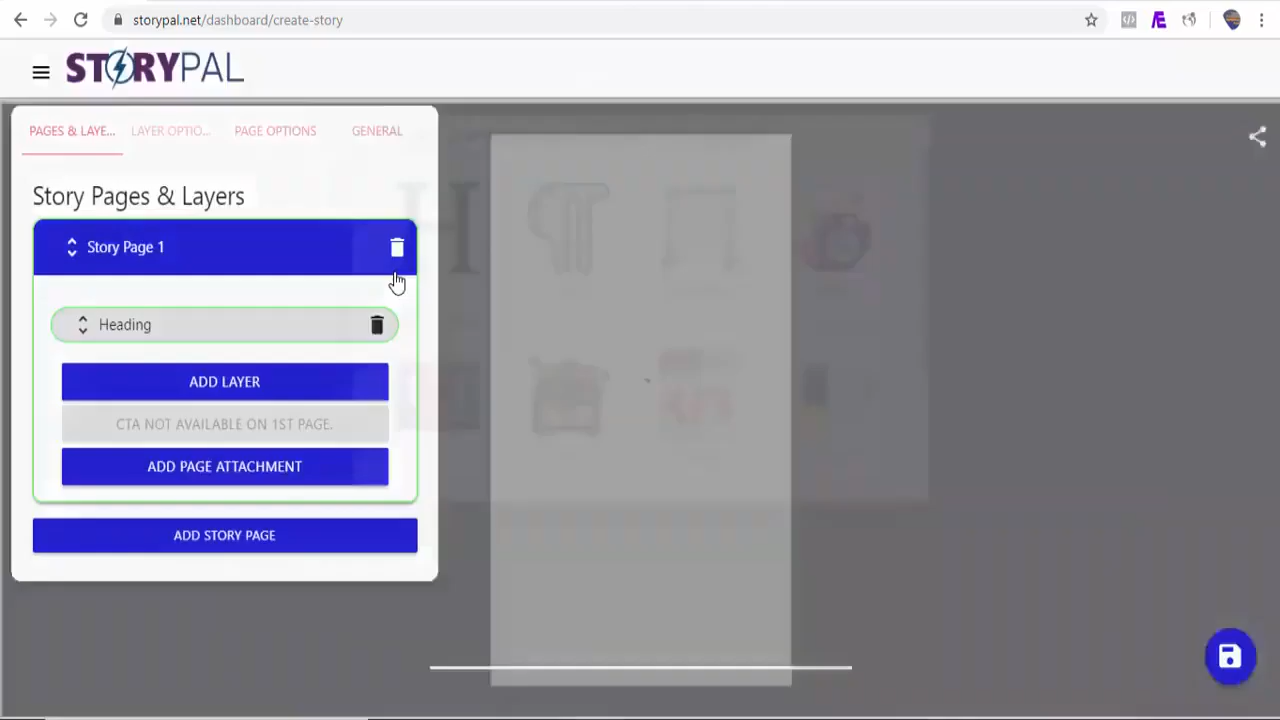 storypal.net/dashboard/create-story
STORYPAL
PAGES & LAYE... LAYER OPTIO... PAGE OPTIONS GENERAL
Story Pages & Layers
Story Page 1
Heading
ADD LAYER
CTA NOT AVAILABLE ON 1ST PAGE.
ADD PAGE ATTACHMENT
ADD STORY PAGE